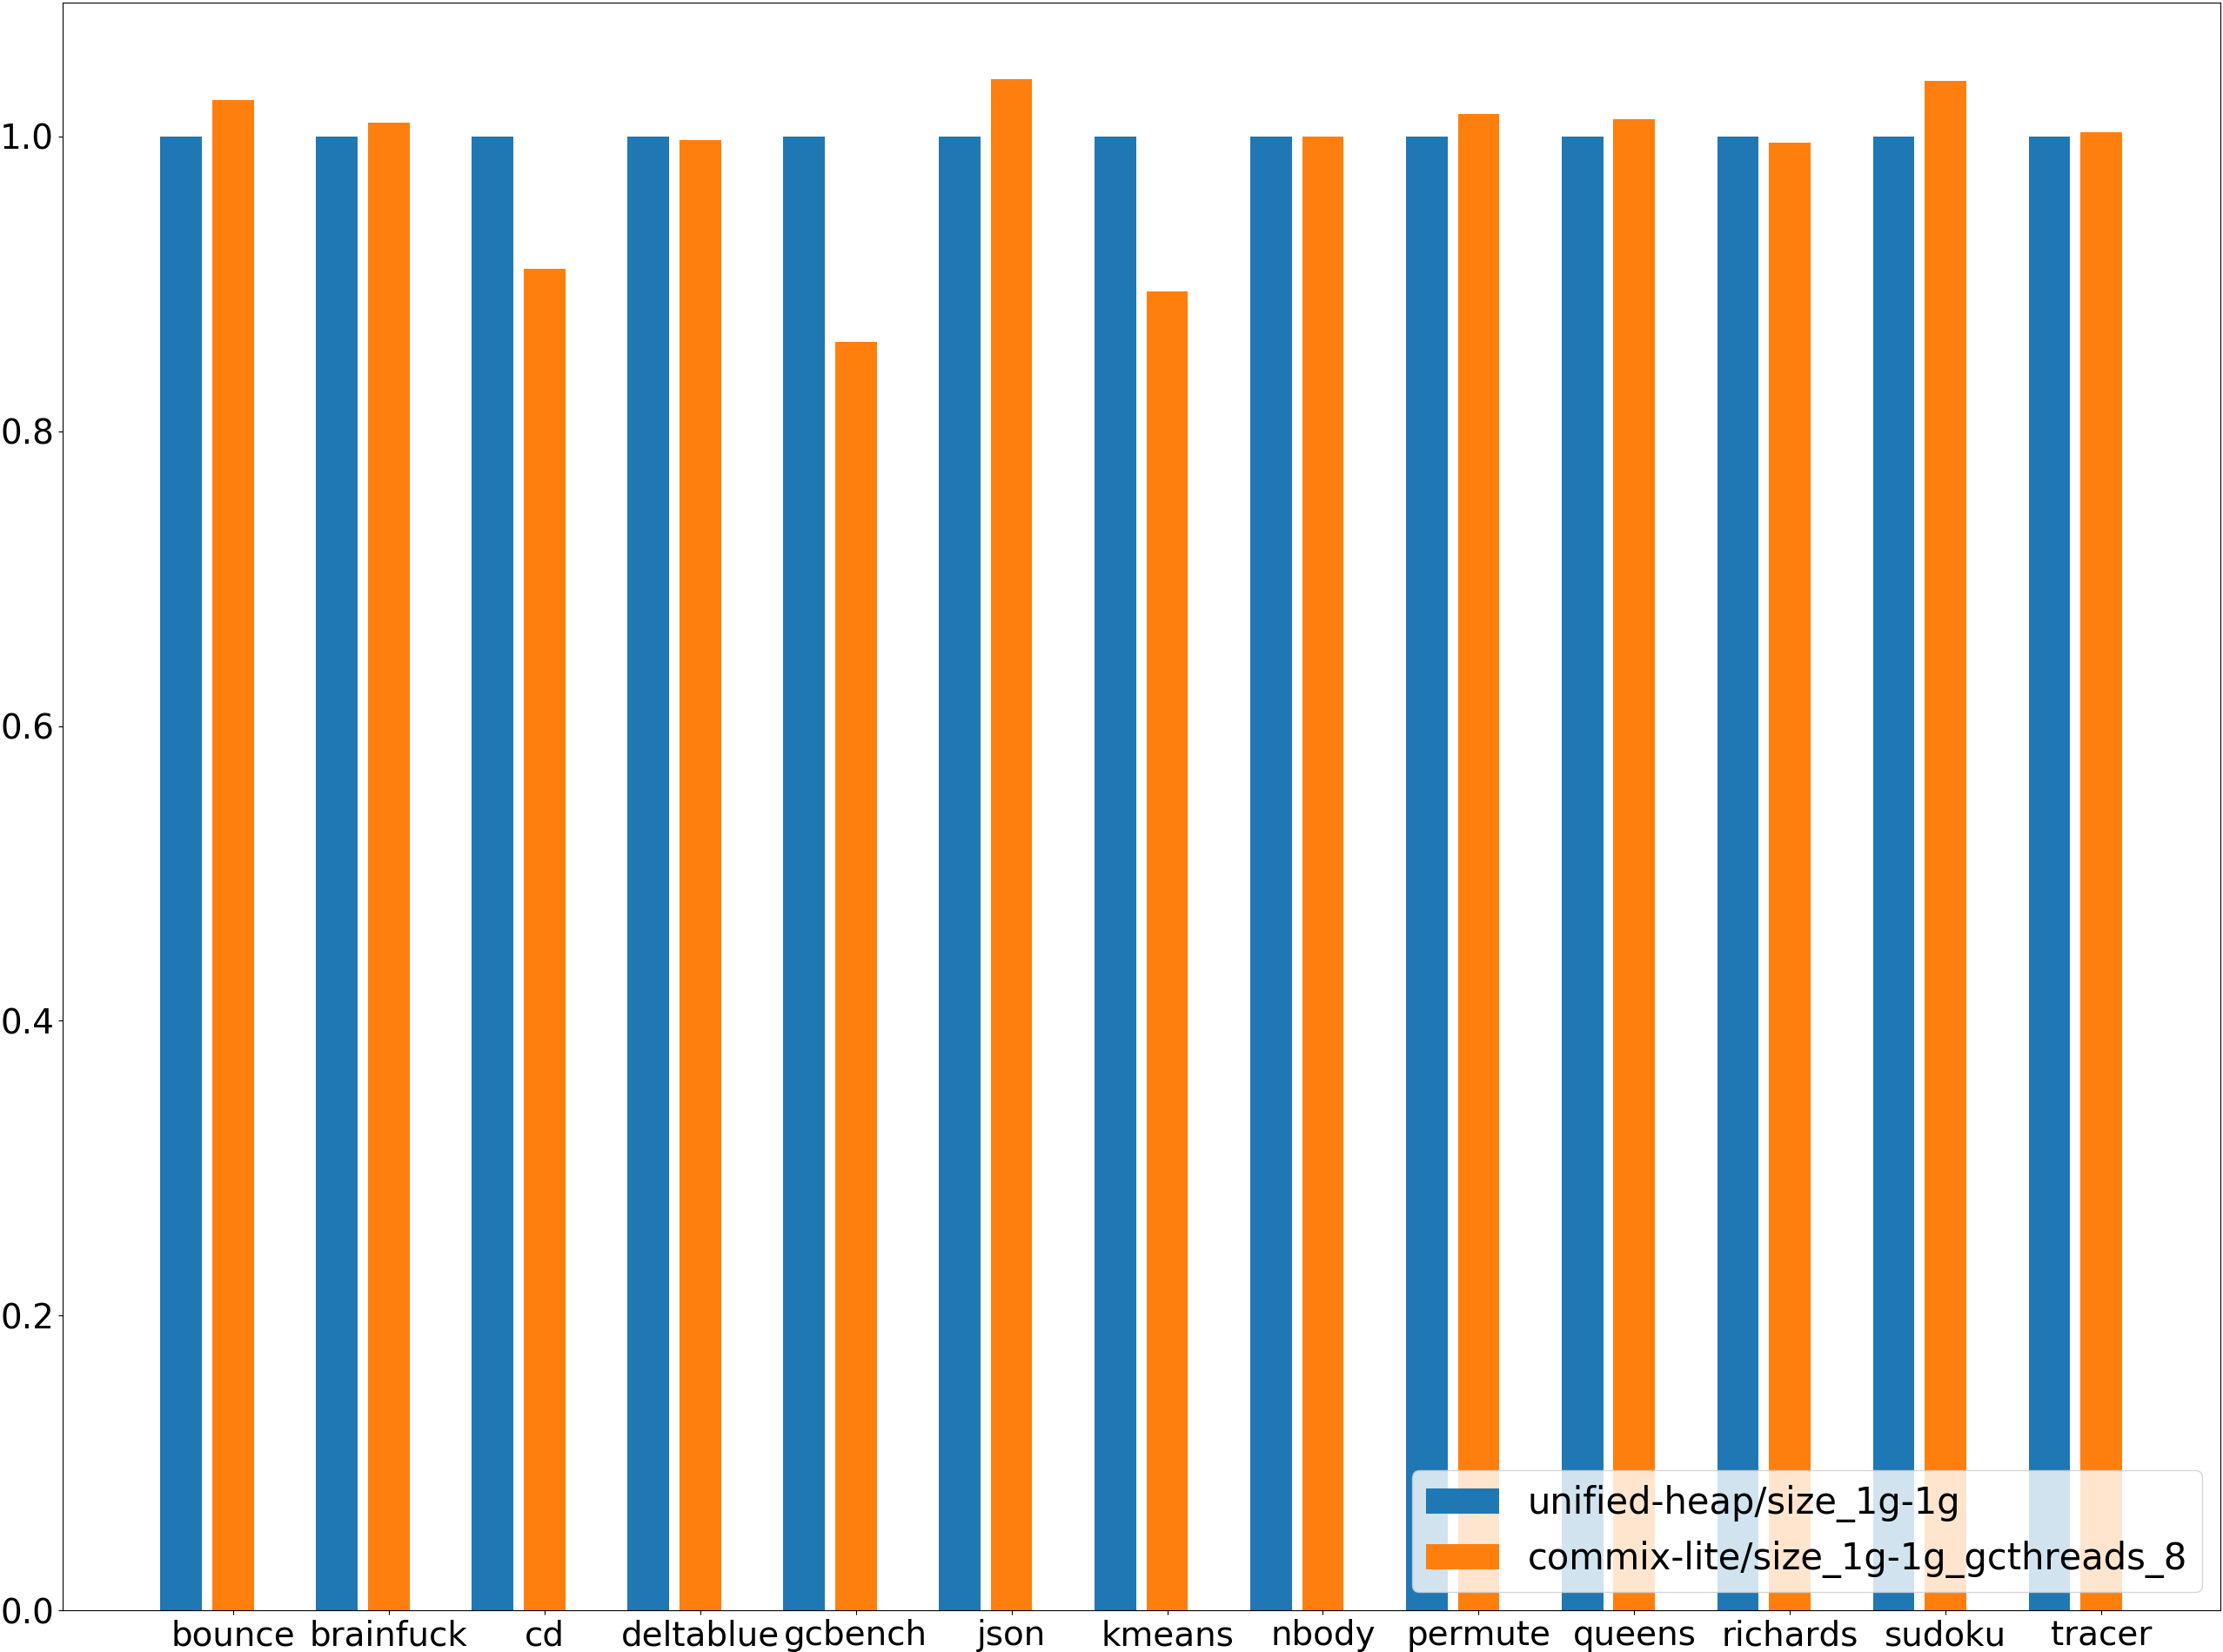 1.0
0.8
0.6
0.4
0.2
0.0
bounce brainfuck cd deltablue gcbench json kmeans nbody permute queens richards sudoku tracer
unified-heap/size_1g-1g
commix-lite/size_1g-1g_gcthreads_8